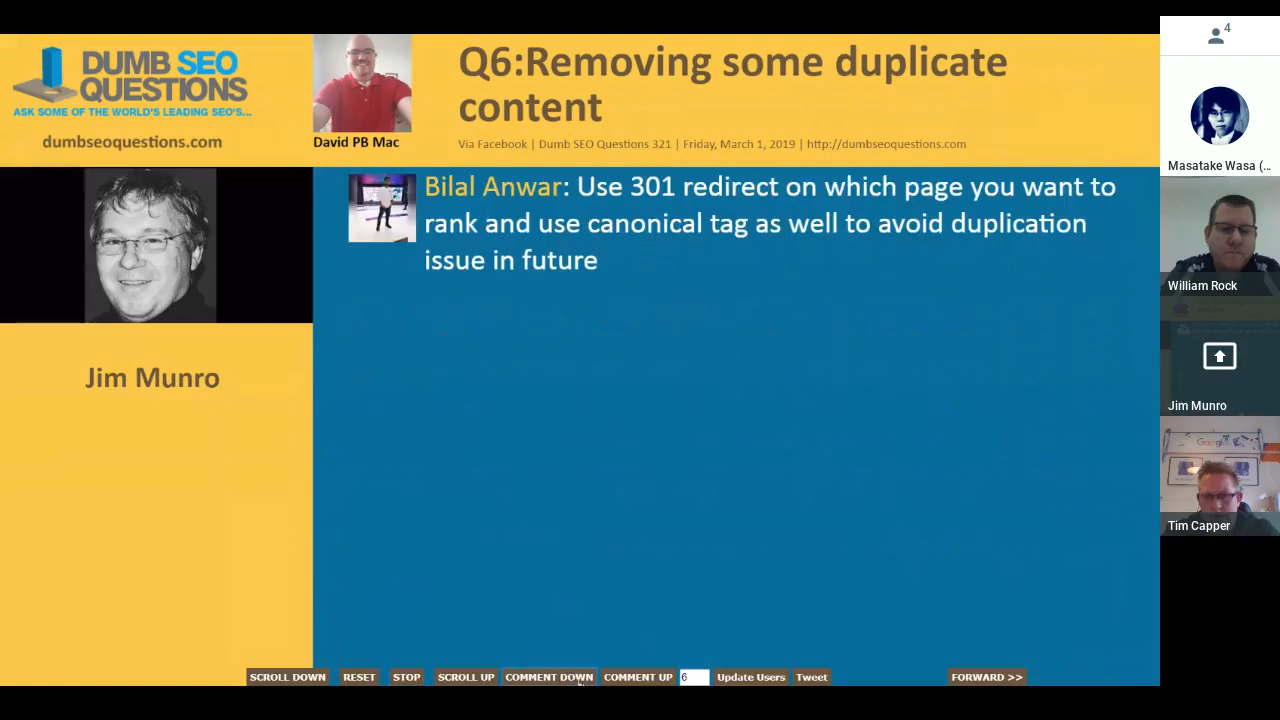 DUMB SEO
QUESTIONS
ASK SOME OF THE WORLD'S LEADING SEO'S...
dumbseoquestions.com
David PB Mac
Q6:Removing some duplicate
content
Via Facebook | Dumb SEO Questions 321 | Friday, March 1, 2019 | http://dumbseoquestions.com
Jim Munro
Bilal Anwar: Use 301 redirect on which page you want to
rank and use canonical tag as well to avoid duplication
issue in future
SCROLL DOWN RESET STOP SCROLL UP COMMENT DOWN COMMENT UP 6 Update Users Tweet FORWARD >>
4
Masatake Wasa (...
William Rock
Jim Munro
Google
Tim Capper